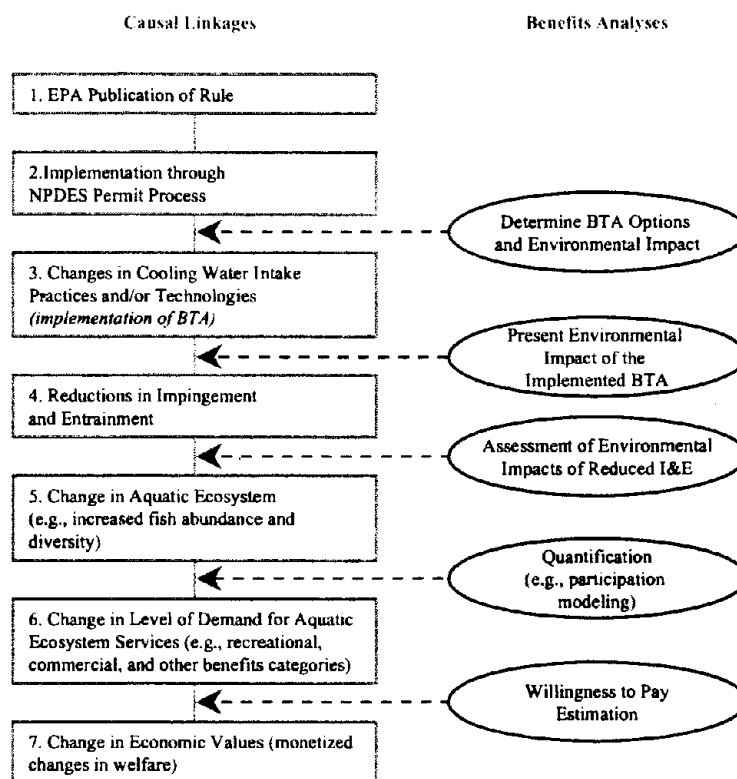 Causal Linkages
Benefits Analyses
1. EPA Publication of Rule
2.Implementation through
NPDES Permit Process
Determine BTA Options
and Environmental Impact
3. Changes in Cooling Water Intake
Practices and/or Technologies
(implementation of BTA)
Present Environmental
Impact of the
Implemented BTA
4. Reductions in Impingement
and Entrainment
Assessment of Environmental
Impacts of Reduced I&E
5. Change in Aquatic Ecosystem
(e.g., increased fish abundance and
diversity)
Quantification
(e.g., participation
modeling)
6. Change in Level of Demand for Aquatic
Ecosystem Services (e.g., recreational,
commercial, and other benefits categories)
Willingness to Pay
Estimation
7. Change in Economic Values (monetized
changes in welfare)